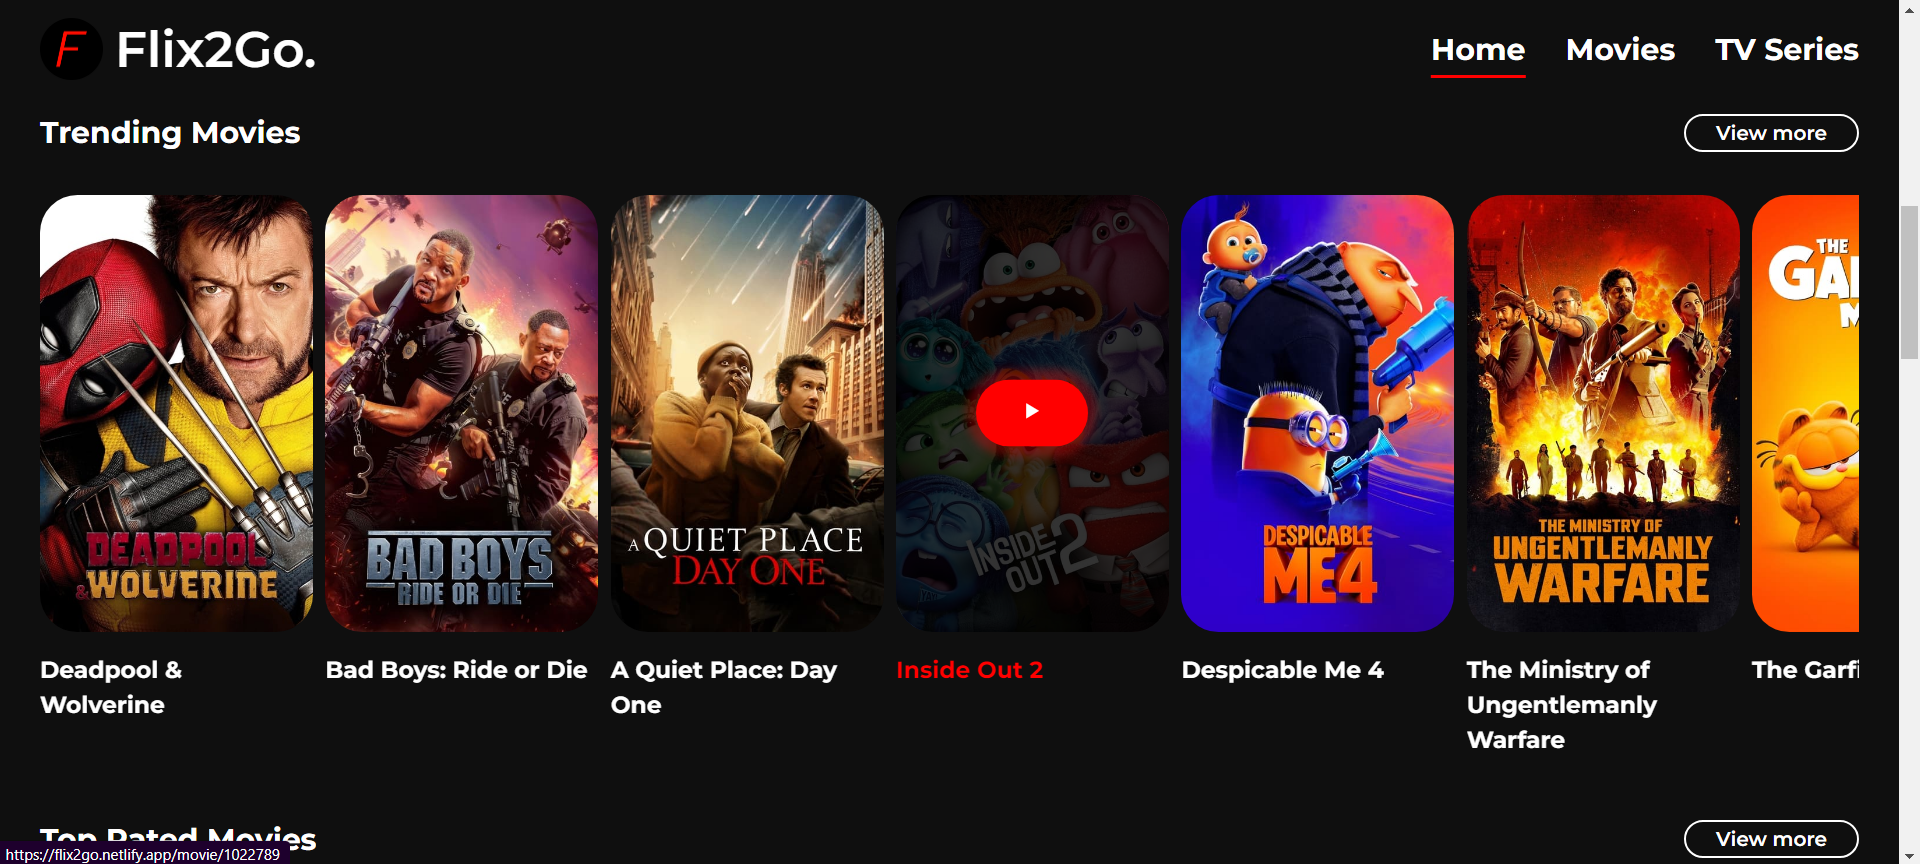 F Flix2Go.
Home Movies TV Series
Trending Movies
View more
DEADPOOL
& WOLVERINE
BAD BOYS
RIDE OR DIE
A QUIET PLACE
DAY ONE
INSIDE
OUT 2
DESPICABLE
ME 4
THE MINISTRY OF
UNGENTLEMANLY
WARFARE
THE
GA
M
Deadpool &
Wolverine
Bad Boys: Ride or Die
A Quiet Place: Day
One
Inside Out 2
Despicable Me 4
The Ministry of
Ungentlemanly
Warfare
The Garfi
Top Rated Movies
View more
https://flix2go.netlify.app/movie/1022789